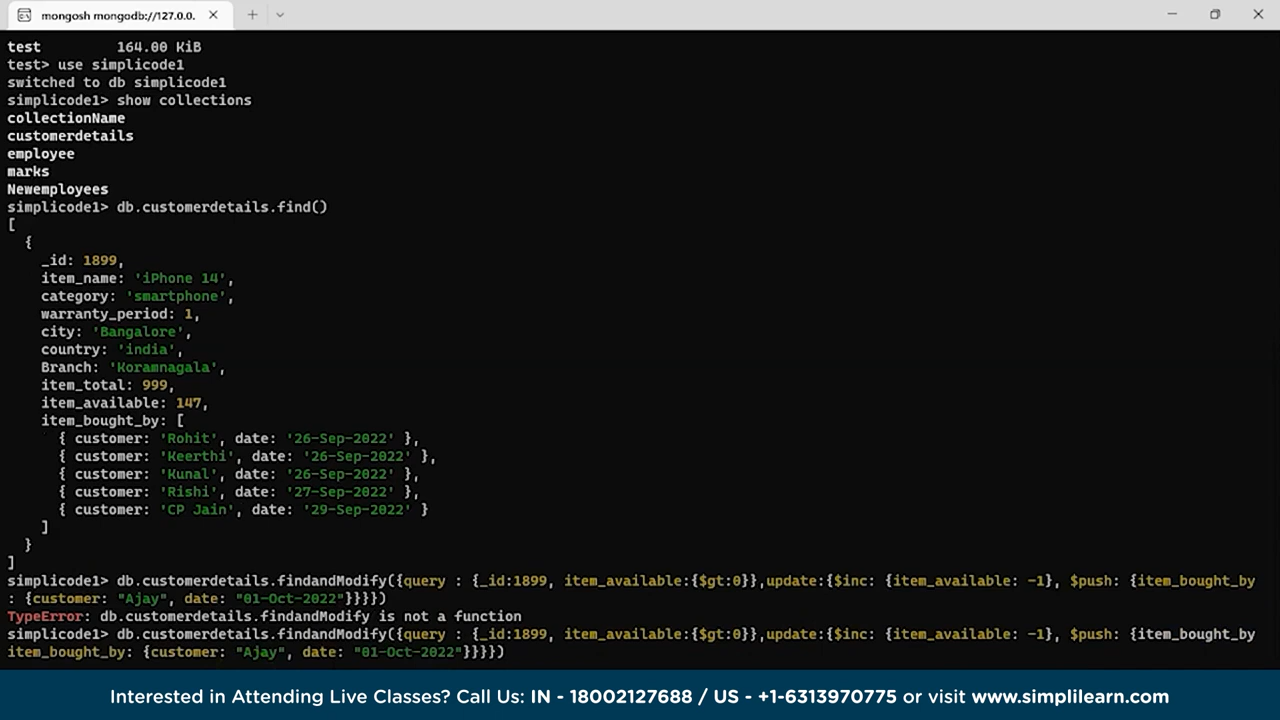 mongosh mongodb://127.0.0.
test 164.00 KiB
test> use simplicode1
switched to db simplicode1
simplicode1> show collections
collectionName
customerdetails
employee
marks
Newemployees
simplicode1> db.customerdetails.find()
[
{
_id: 1899,
item_name: 'iPhone 14',
category: 'smartphone',
warranty_period: 1,
city: 'Bangalore',
country: 'india',
Branch: 'Koramnagala',
item_total: 999,
item_available: 147,
item_bought_by: [
{ customer: 'Rohit', date: '26-Sep-2022' },
{ customer: 'Keerthi', date: '26-Sep-2022' },
{ customer: 'Kunal', date: '26-Sep-2022' },
{ customer: 'Rishi', date: '27-Sep-2022' },
{ customer: 'CP Jain', date: '29-Sep-2022' }
]
}
]
simplicode1> db.customerdetails.findandModify({query : {_id:1899, item_available:{$gt:0}},update:{$inc: {item_available: -1}, $push: {item_bought_by
: {customer: "Ajay", date: "01-Oct-2022"}}}})
TypeError: db.customerdetails.findandModify is not a function
simplicode1> db.customerdetails.findandModify({query : {_id:1899, item_available:{$gt:0}},update:{$inc: {item_available: -1}, $push: {item_bought_by
item_bought_by: {customer: "Ajay", date: "01-Oct-2022"}}}})
Interested in Attending Live Classes? Call Us: IN - 18002127688 / US - +1-6313970775 or visit www.simplilearn.com